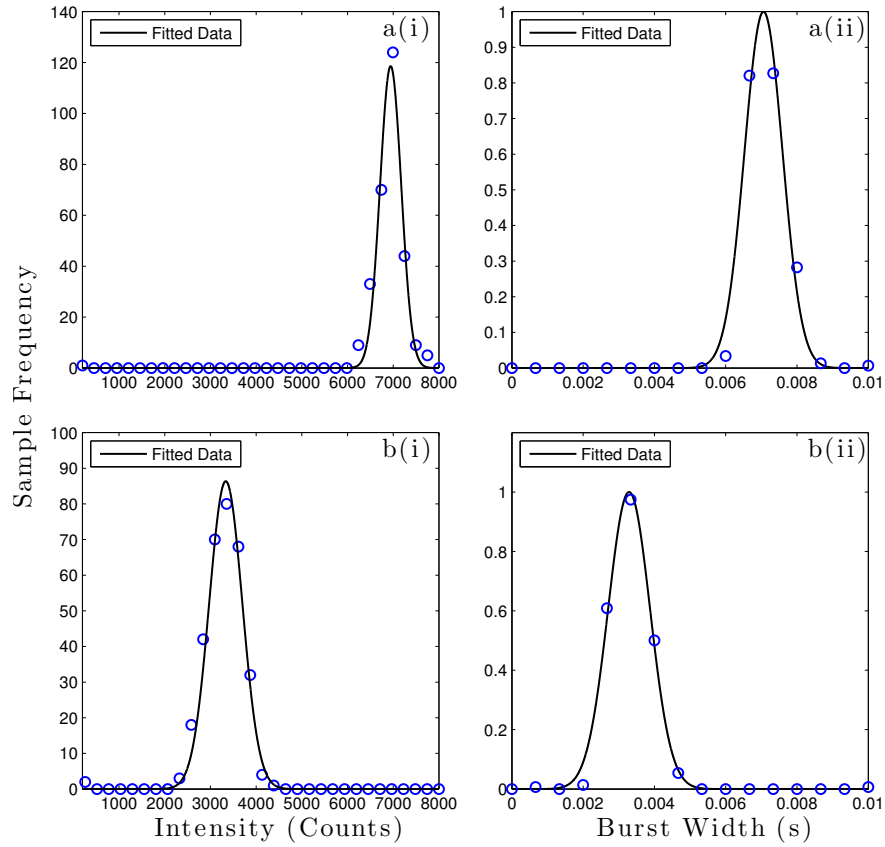 140
120
100
80
60
40
20
0
1000 2000 3000 4000 5000 6000 7000 8000
Fitted Data
a(i)
1
0.9
0.8
0.7
0.6
0.5
0.4
0.3
0.2
0.1
0
0 0.002 0.004 0.006 0.008 0.01
Fitted Data
a(ii)
Sample Frequency
100
90
80
70
60
50
40
30
20
10
0
1000 2000 3000 4000 5000 6000 7000 8000
Fitted Data
b(i)
Intensity (Counts)
1
0.8
0.6
0.4
0.2
0
0 0.002 0.004 0.006 0.008 0.01
Fitted Data
b(ii)
Burst Width (s)